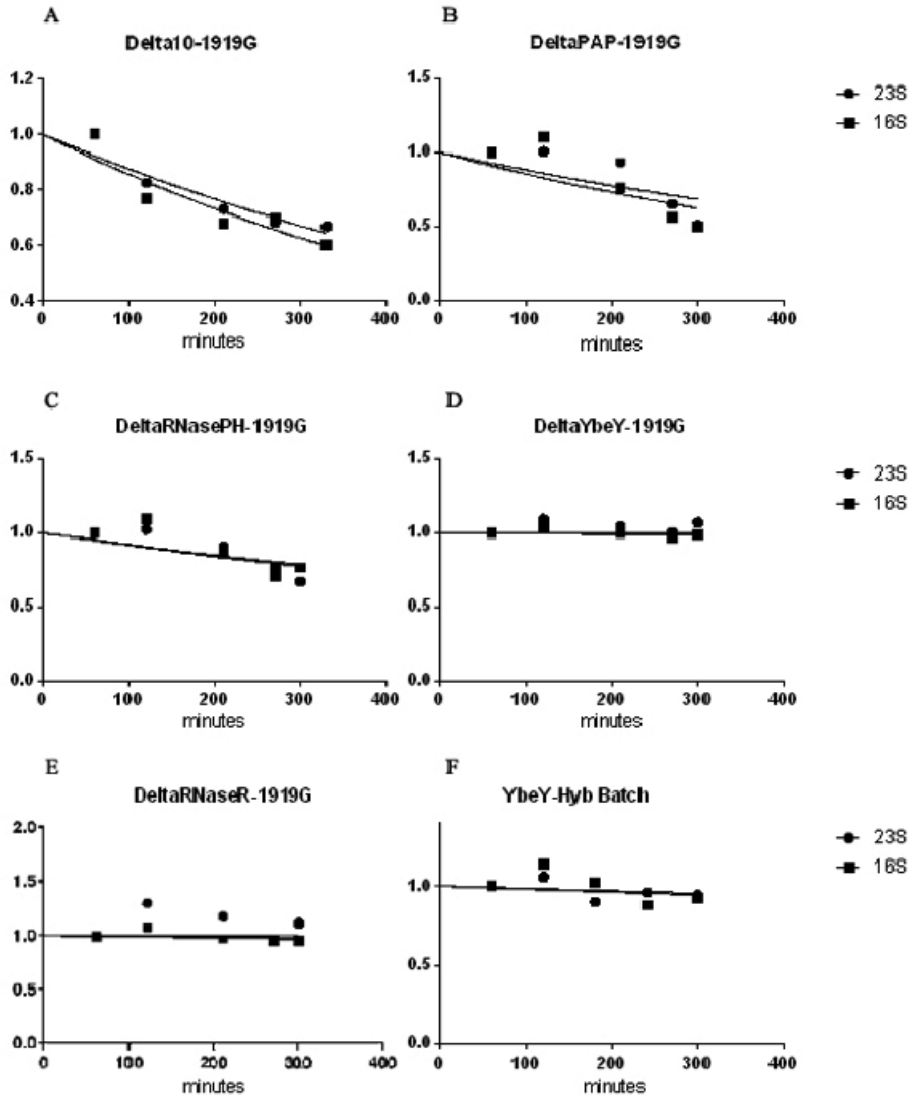 A
Delta10-1919G
1.2
1.0
0.8
0.6
0.4
0 100 200 300 400
minutes
B
DeltaPAP-1919G
1.5
1.0
0.5
0.0
0 100 200 300 400
minutes
23S
16S
C
DeltaRNasePH-1919G
1.5
1.0
0.5
0.0
0 100 200 300 400
minutes
D
DeltaYbeY-1919G
1.5
1.0
0.5
0.0
0 100 200 300 400
minutes
23S
16S
E
DeltaRNaseR-1919G
2.0
1.5
1.0
0.5
0.0
0 100 200 300 400
minutes
F
YbeY-Hyb Batch
1.0
0.0
0 100 200 300 400
minutes
23S
16S